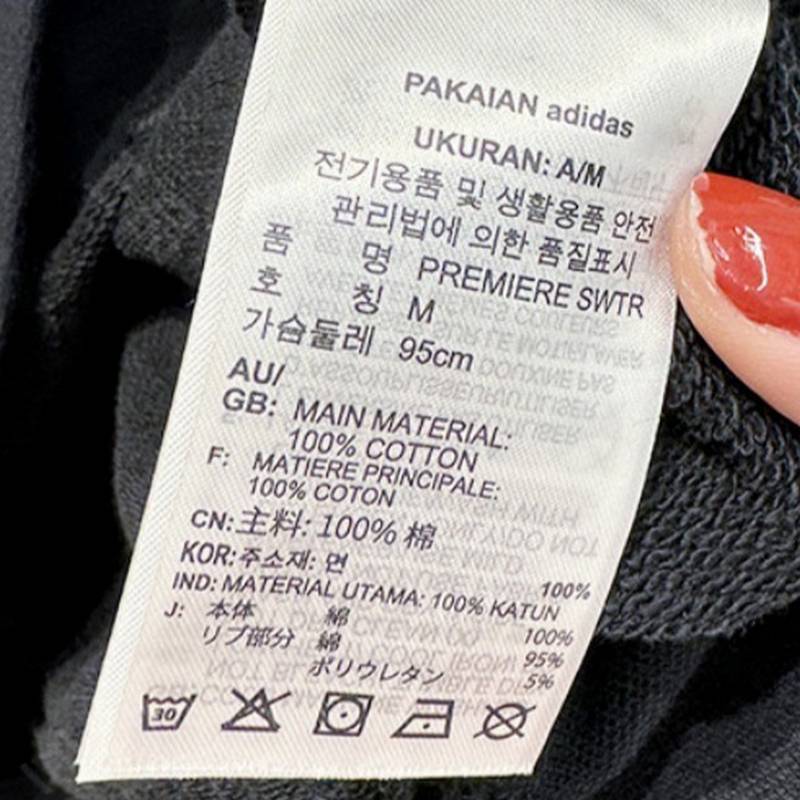 PAKAIAN adidas
UKURAN: A/M
전기용품 및 생활용품 안전
관리법에 의한 품질표시
품 명 PREMIERE SWTR
호 칭 M
가슴둘레 95cm
AU/
GB: MAIN MATERIAL:
100% COTTON
F: MATIERE PRINCIPALE:
100% COTON
CN:主料: 100% 棉
KOR:주소재: 면 100%
IND: MATERIAL UTAMA: 100% KATUN
J: 本体 綿 100%
リブ部分 綿 95%
ポリウレタン 5%
30